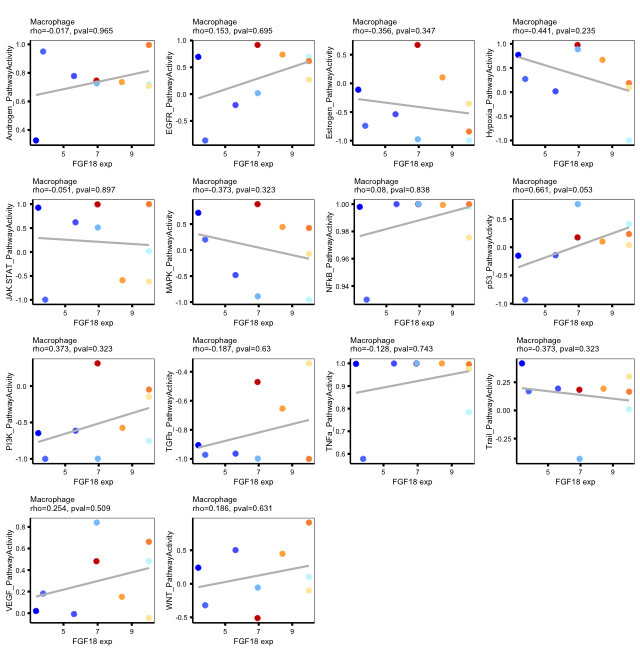 Macrophage
rho=-0.017, pval=0.965
Androgen_PathwayActivity
1.0
0.8
0.6
0.4
5
7
9
FGF18 exp
Macrophage
rho=0.153, pval=0.695
EGFR_PathwayActivity
1.0
0.5
0.0
-0.5
5
7
9
FGF18 exp
Macrophage
rho=-0.356, pval=0.347
Estrogen_PathwayActivity
0.5
0.0
-0.5
-1.0
5
7
9
FGF18 exp
Macrophage
rho=-0.441, pval=0.235
Hypoxia_PathwayActivity
1.0
0.5
0.0
-0.5
-1.0
5
7
9
FGF18 exp
Macrophage
rho=-0.051, pval=0.897
JAK.STAT_PathwayActivity
1.0
0.5
0.0
-0.5
-1.0
5
7
9
FGF18 exp
Macrophage
rho=-0.373, pval=0.323
MAPK_PathwayActivity
0.5
0.0
-0.5
-1.0
5
7
9
FGF18 exp
Macrophage
rho=0.08, pval=0.838
NFkB_PathwayActivity
1.00
0.98
0.96
0.94
5
7
9
FGF18 exp
Macrophage
rho=0.661, pval=0.053
p53_PathwayActivity
0.5
0.0
-0.5
5
7
9
FGF18 exp
Macrophage
rho=0.373, pval=0.323
PI3K_PathwayActivity
0.0
-0.5
-1.0
5
7
9
FGF18 exp
Macrophage
rho=-0.187, pval=0.63
TGFb_PathwayActivity
-0.4
-0.6
-0.8
-1.0
5
7
9
FGF18 exp
Macrophage
rho=-0.128, pval=0.743
TNFa_PathwayActivity
1.0
0.9
0.8
0.7
0.6
5
7
9
FGF18 exp
Macrophage
rho=-0.373, pval=0.323
Trail_PathwayActivity
0.25
0.00
-0.25
5
7
9
FGF18 exp
Macrophage
rho=0.254, pval=0.509
VEGF_PathwayActivity
0.8
0.6
0.4
0.2
0.0
5
7
9
FGF18 exp
Macrophage
rho=0.186, pval=0.631
WNT_PathwayActivity
0.5
0.0
-0.5
5
7
9
FGF18 exp